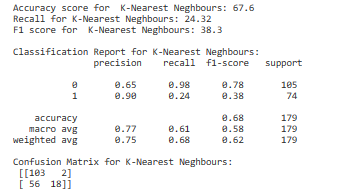 Accuracy score for  K-Nearest Neghbours: 67.6
Recall for K-Nearest Neghbours: 24.32
F1 score for  K-Nearest Neghbours: 38.3
Classification Report for K-Nearest Neghbours:
precision    recall  f1-score   support
0       0.65      0.98      0.78       105
1       0.90      0.24      0.38        74
accuracy                           0.68       179
macro avg       0.77      0.61      0.58       179
weighted avg       0.75      0.68      0.62       179
Confusion Matrix for K-Nearest Neghbours:
[[103   2]
[ 56  18]]